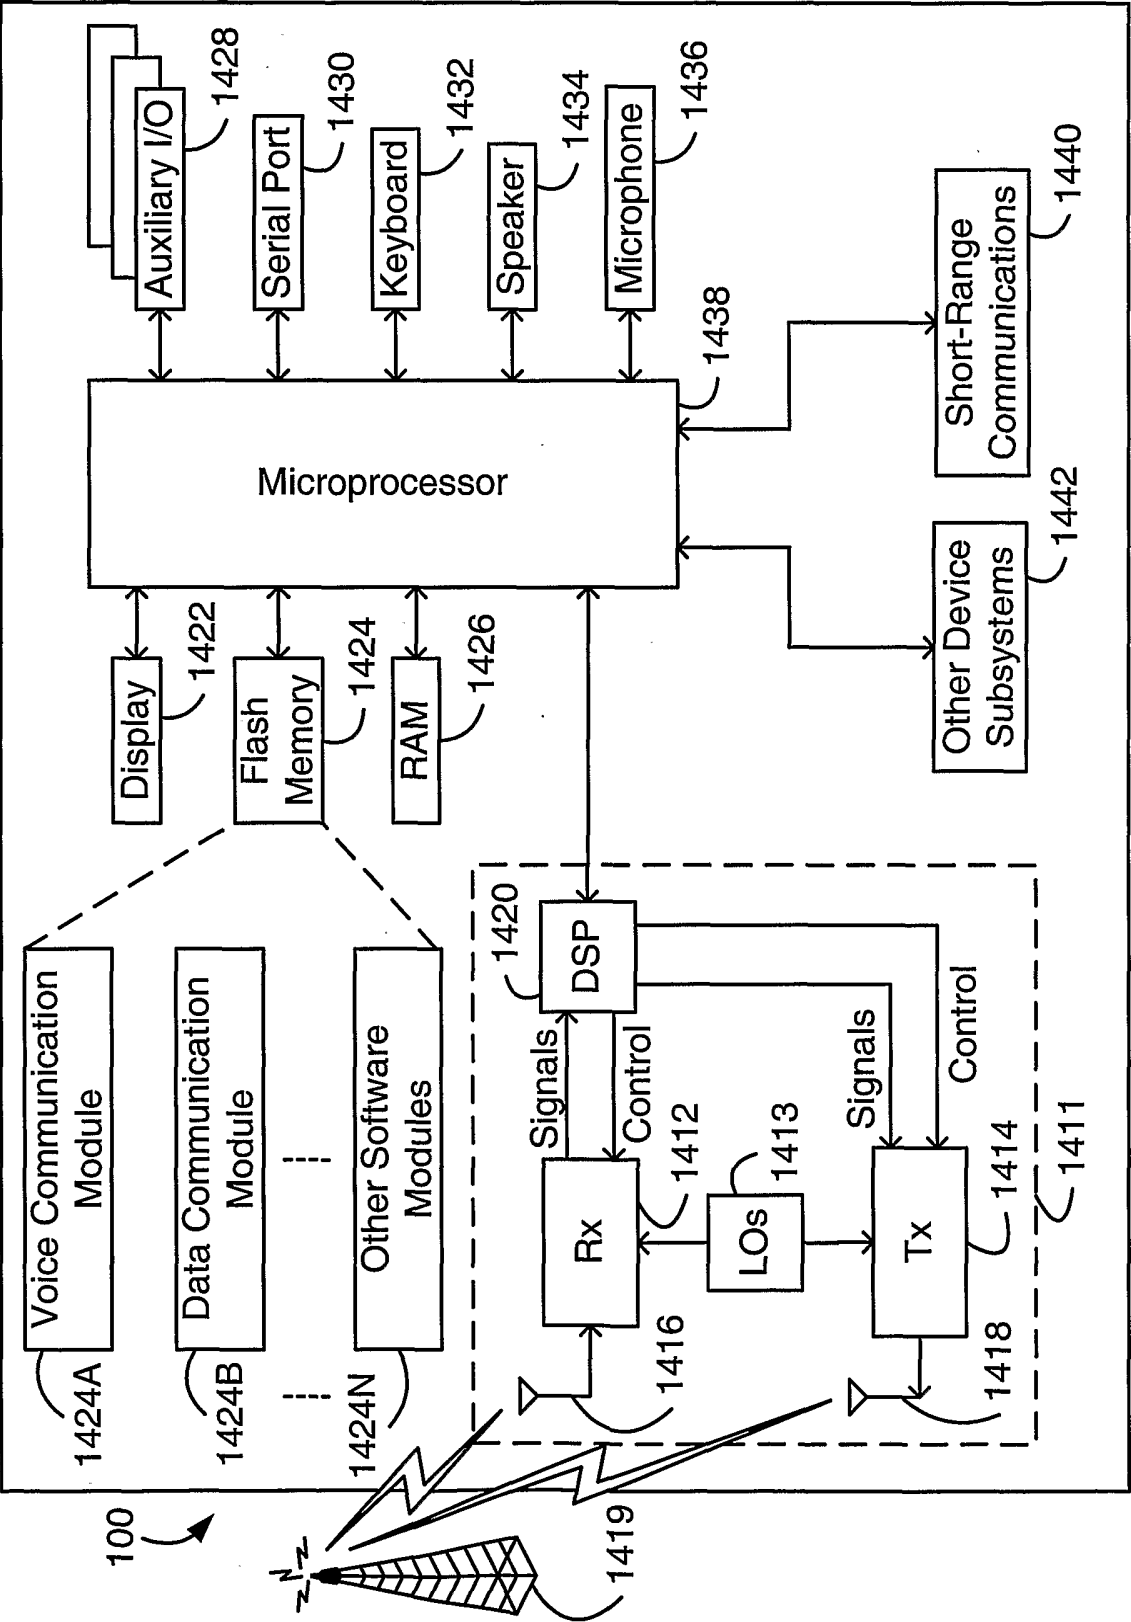 100
1419
1424A
Voice Communication
Module
1424B
Data Communication
Module
1424N
Other Software
Modules
Display
1422
Flash
Memory
1424
RAM
1426
Microprocessor
1438
Auxiliary I/O
1428
Serial Port
1430
Keyboard
1432
Speaker
1434
Microphone
1436
Short-Range
Communications
1440
Other Device
Subsystems
1442
1420
DSP
Signals
Control
Rx
1412
1416
LOs
1413
Signals
Control
Tx
1414
1418
1411